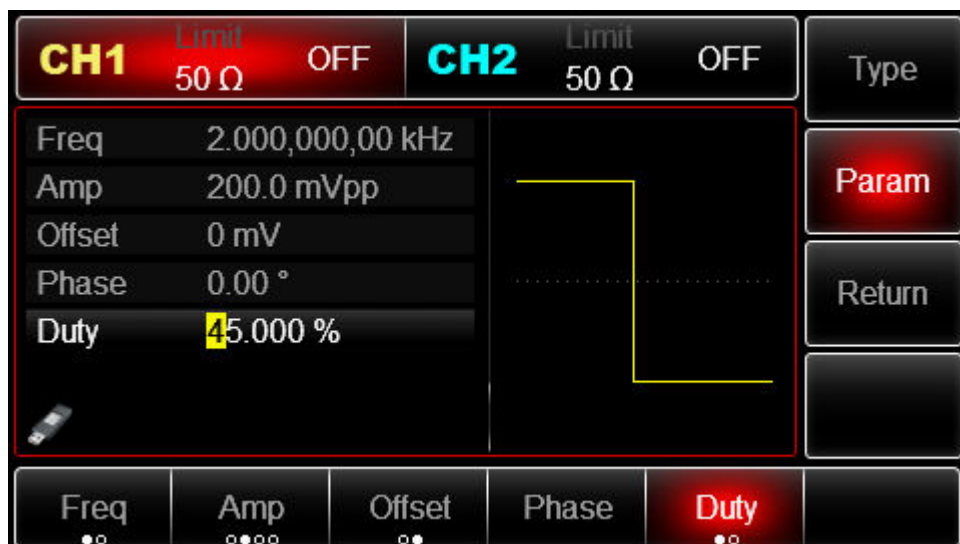 CH1 Limit 50 Ω OFF CH2 Limit 50 Ω OFF
Type
Freq 2.000,000,00 kHz
Amp 200.0 mVpp
Param
Offset 0 mV
Phase 0.00 °
Return
Duty 45.000 %
Freq Amp Offset Phase Duty